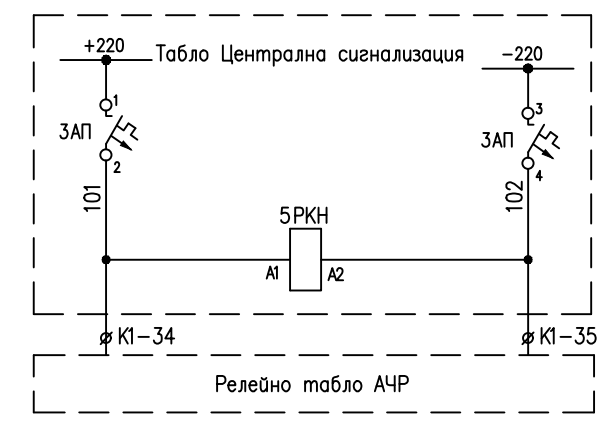 +220
Табло Централна сигнализация
-220
1
3
3АП
3АП
2
4
101
102
5РКН
А1
А2
К1-34
К1-35
Релейно табло АЧР